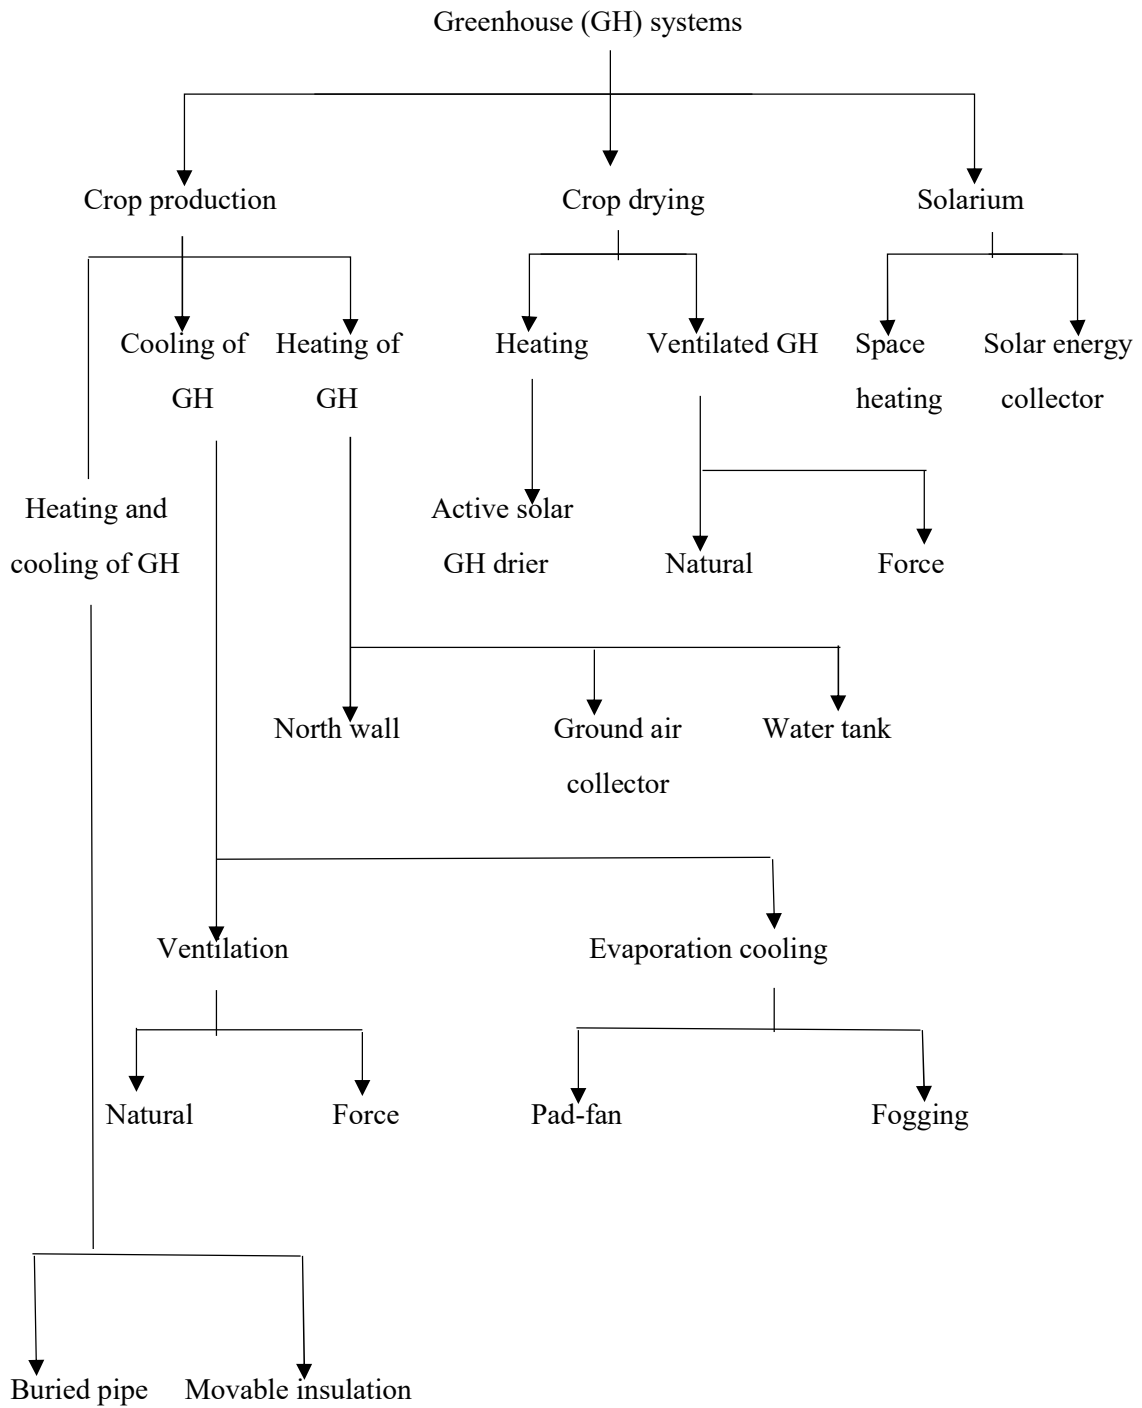 Greenhouse (GH) systems
Crop production
Crop drying
Solarium
Cooling of
GH
Heating of
GH
Heating
Ventilated GH
Space
heating
Solar energy
collector
Heating and
cooling of GH
Active solar
GH drier
Natural
Force
North wall
Ground air
collector
Water tank
Ventilation
Evaporation cooling
Natural
Force
Pad-fan
Fogging
Buried pipe
Movable insulation